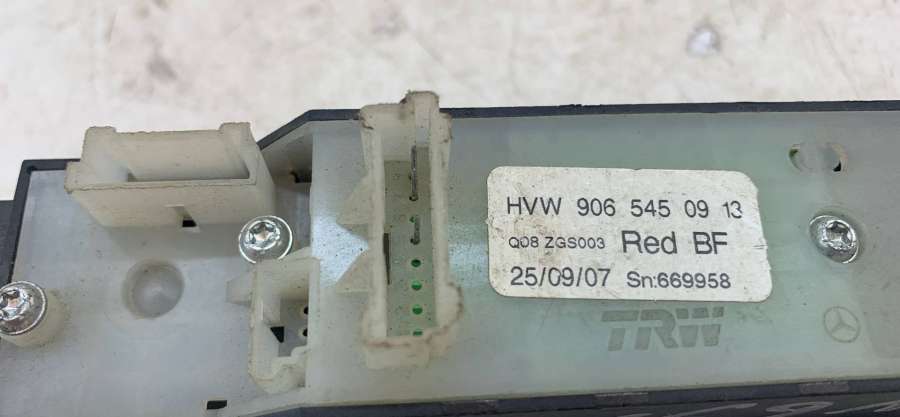 HVW 906 545 09 13
Q08 ZGS003 Red BF
25/09/07 Sn:669958
TRW